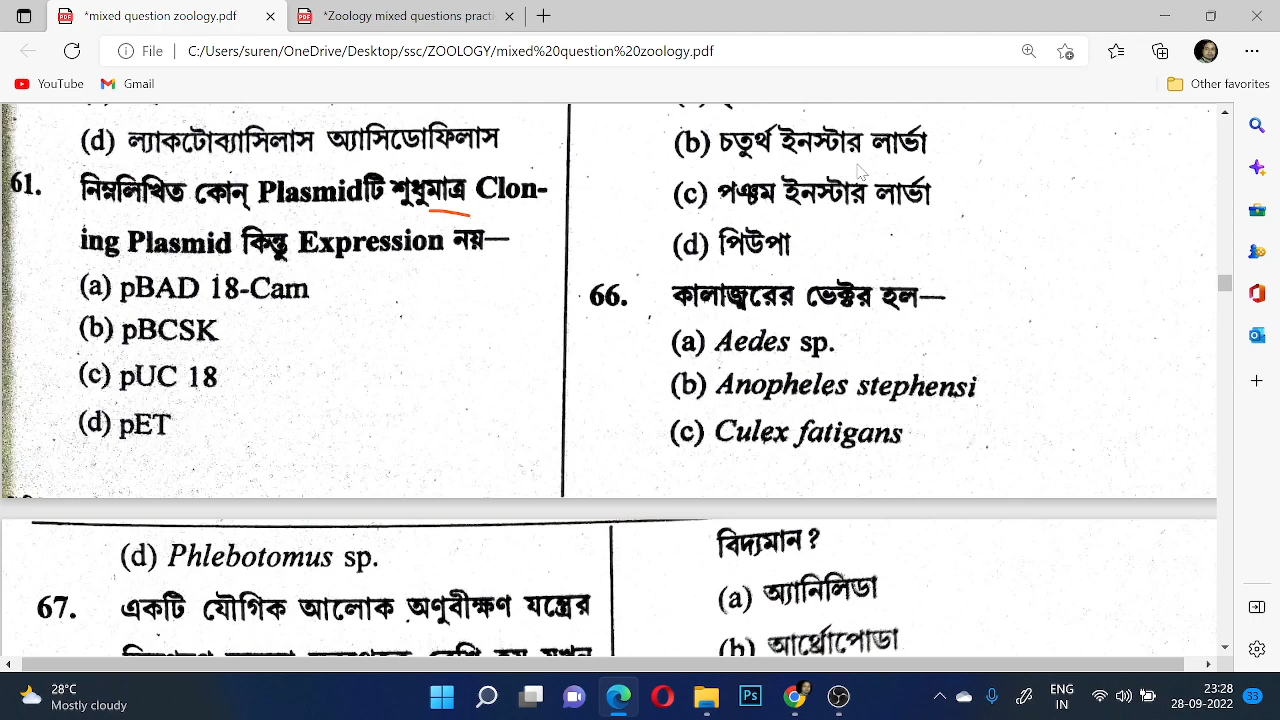 *mixed question zoology.pdf
*Zoology mixed questions practi
File
C:/Users/suren/OneDrive/Desktop/ssc/ZOOLOGY/mixed%20question%20zoology.pdf
YouTube
Gmail
Other favorites
(d) ল্যাকটোব্যাসিলাস অ্যাসিডোফিলাস
61. নিম্নলিখিত কোন্ Plasmidটি শুধুমাত্র Clon-
ing Plasmid কিন্তু Expression নয়—
(a) pBAD 18-Cam
(b) pBCSK
(c) pUC 18
(d) pET
(b) চতুর্থ ইনস্টার লার্ভা
(c) পঞ্চম ইনস্টার লার্ভা
(d) পিউপা
66. কালাজ্বরের ভেক্টর হল—
(a) Aedes sp.
(b) Anopheles stephensi
(c) Culex fatigans
(d) Phlebotomus sp.
67. একটি যৌগিক আলোক অণুবীক্ষণ যন্ত্রের
বিদ্যমান ?
(a) অ্যানিলিডা
(b) আর্থ্রোপোডা
28°C
Mostly cloudy
ENG
IN
23:28
28-09-2022
33